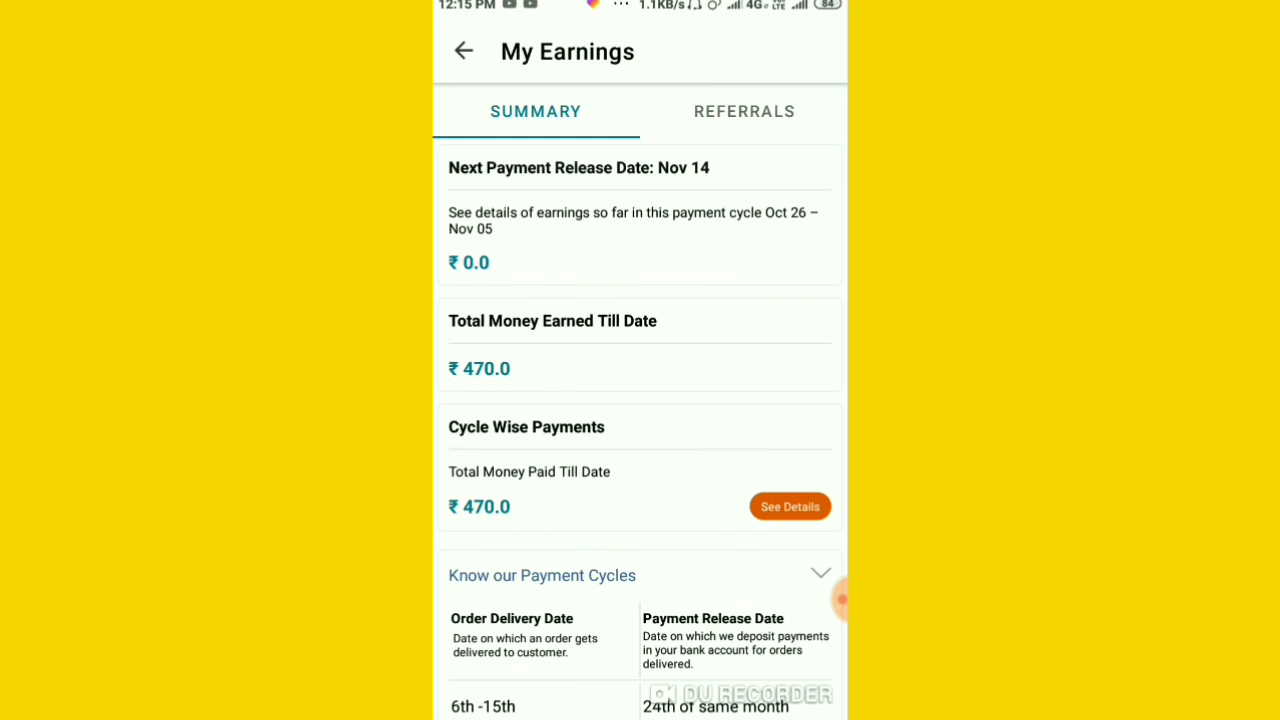 12:15 PM 1.1KB/s 4G 84
My Earnings
SUMMARY REFERRALS
Next Payment Release Date: Nov 14
See details of earnings so far in this payment cycle Oct 26 –
Nov 05
₹ 0.0
Total Money Earned Till Date
₹ 470.0
Cycle Wise Payments
Total Money Paid Till Date
₹ 470.0 See Details
Know our Payment Cycles
Order Delivery Date
Date on which an order gets
delivered to customer.
Payment Release Date
Date on which we deposit payments
in your bank account for orders
delivered.
DU RECORDER
6th -15th 24th of same month